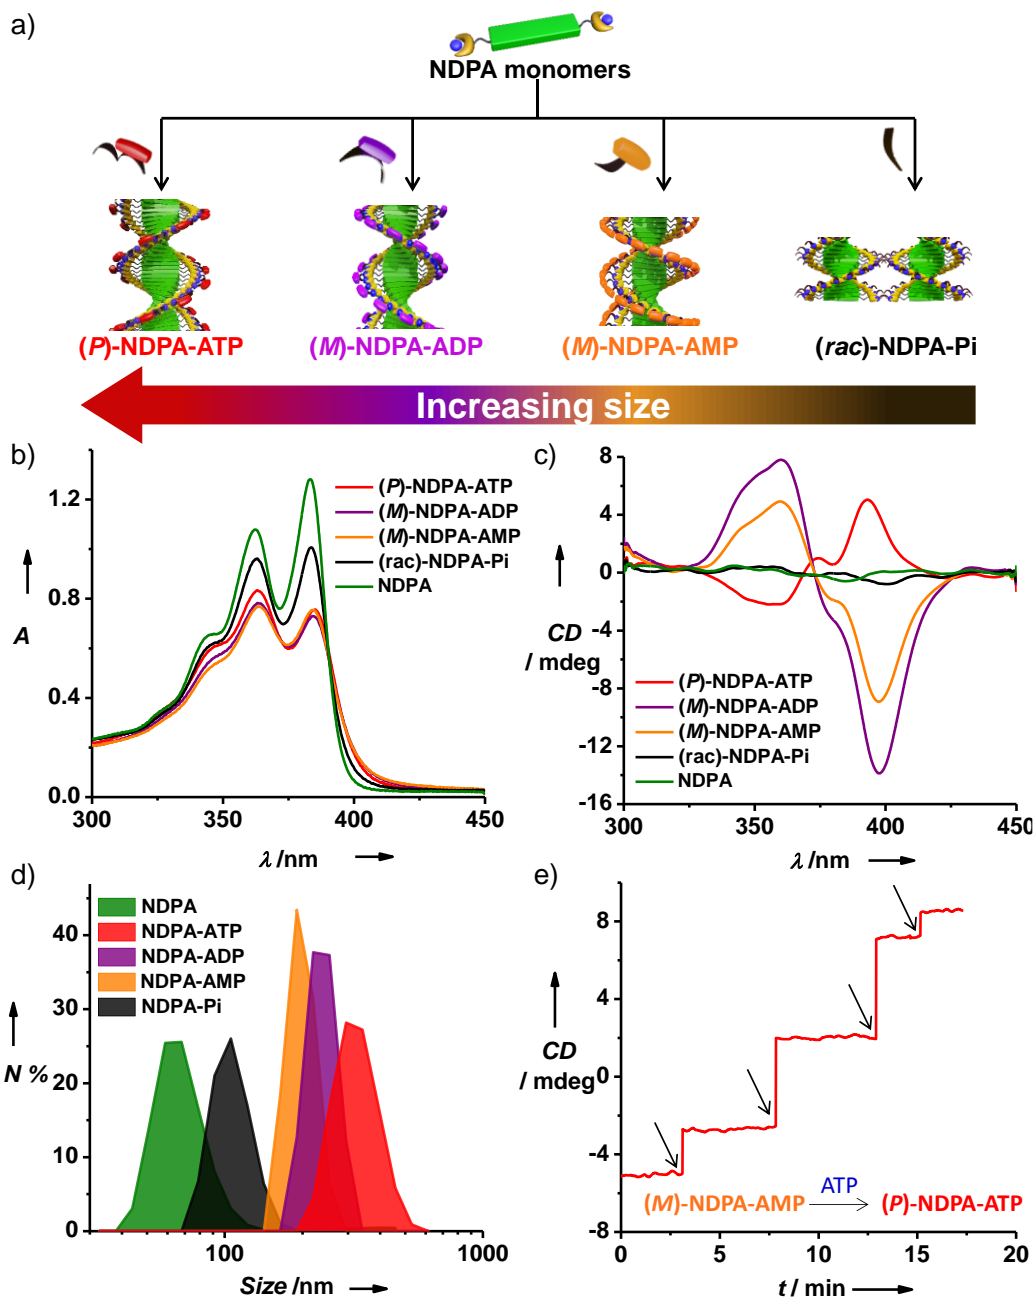 a)
NDPA monomers
(P)-NDPA-ATP
(M)-NDPA-ADP
(M)-NDPA-AMP
(rac)-NDPA-Pi
Increasing size
b)
1.2
0.8
A
0.4
0.0
300
350
400
450
λ /nm
(P)-NDPA-ATP
(M)-NDPA-ADP
(M)-NDPA-AMP
(rac)-NDPA-Pi
NDPA
c)
8
4
0
CD
/ mdeg
-4
-8
-12
-16
300
350
400
450
λ /nm
(P)-NDPA-ATP
(M)-NDPA-ADP
(M)-NDPA-AMP
(rac)-NDPA-Pi
NDPA
d)
NDPA
NDPA-ATP
NDPA-ADP
NDPA-AMP
NDPA-Pi
40
30
N %
20
10
0
100
1000
Size /nm
e)
8
4
CD
/ mdeg
0
-4
-8
ATP
(M)-NDPA-AMP
(P)-NDPA-ATP
0
5
10
15
20
t / min